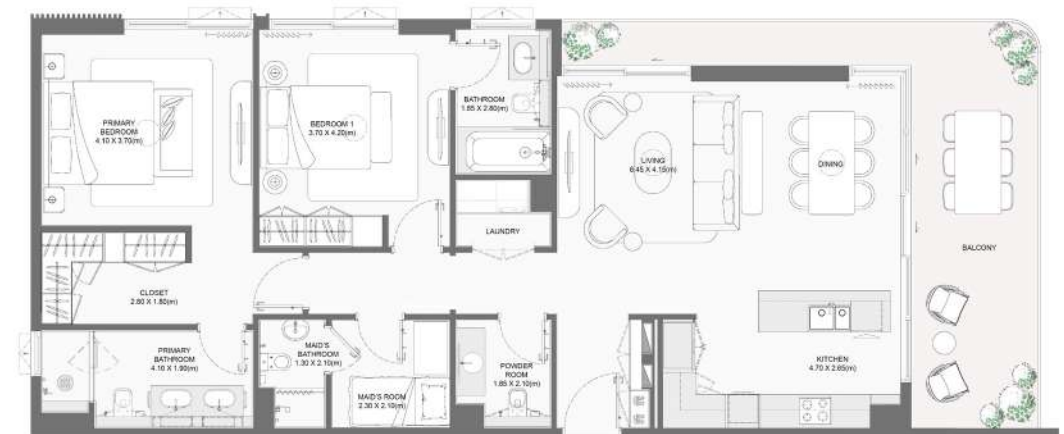 PRIMARY
BEDROOM
4.10 X 3.70(m)
BEDROOM 1
3.70 X 4.20(m)
BATHROOM
1.85 X 2.80(m)
LIVING
6.45 X 4.15(m)
DINING
BALCONY
LAUNDRY
CLOSET
2.80 X 1.80(m)
PRIMARY
BATHROOM
4.10 X 1.90(m)
MAID'S
BATHROOM
1.30 X 2.10(m)
MAID'S ROOM
2.30 X 2.10(m)
POWDER
ROOM
1.85 X 2.10(m)
KITCHEN
4.70 X 2.65(m)